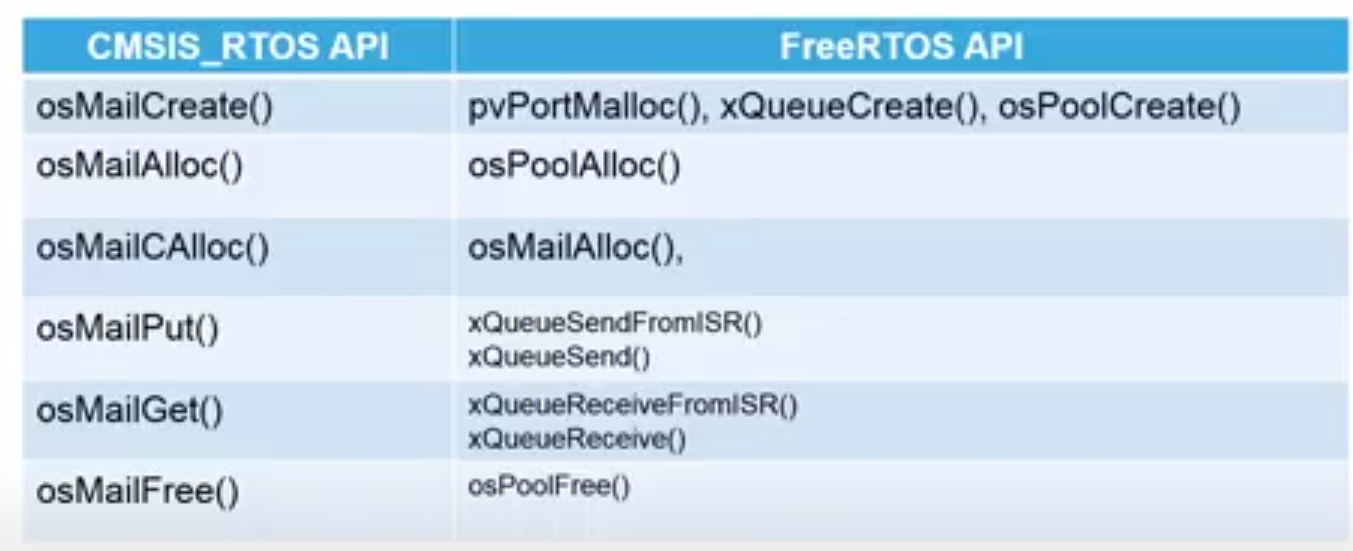 CMSIS_RTOS API FreeRTOS API
osMailCreate() pvPortMalloc(), xQueueCreate(), osPoolCreate()
osMailAlloc() osPoolAlloc()
osMailCAlloc() osMailAlloc(),
osMailPut() xQueueSendFromISR()
xQueueSend()
osMailGet() xQueueReceiveFromISR()
xQueueReceive()
osMailFree() osPoolFree()